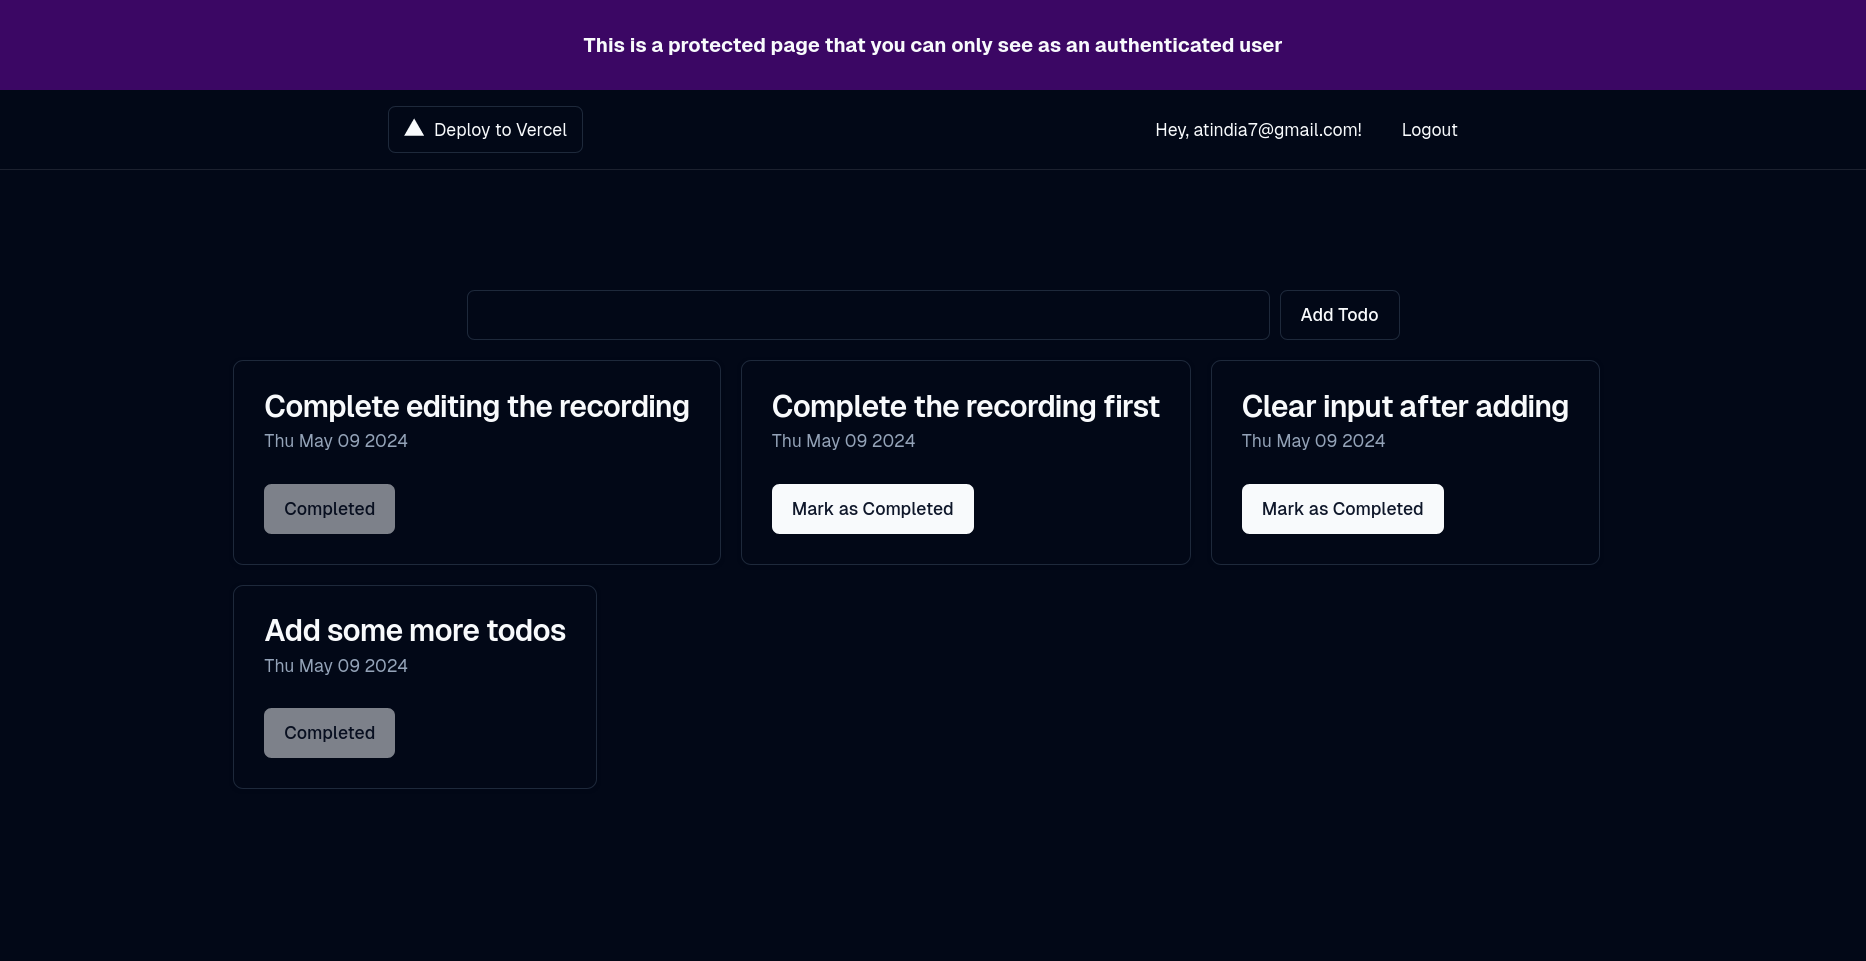 This is a protected page that you can only see as an authenticated user
Deploy to Vercel
Hey, atindia7@gmail.com!
Logout
Add Todo
Complete editing the recording
Thu May 09 2024
Completed
Complete the recording first
Thu May 09 2024
Mark as Completed
Clear input after adding
Thu May 09 2024
Mark as Completed
Add some more todos
Thu May 09 2024
Completed